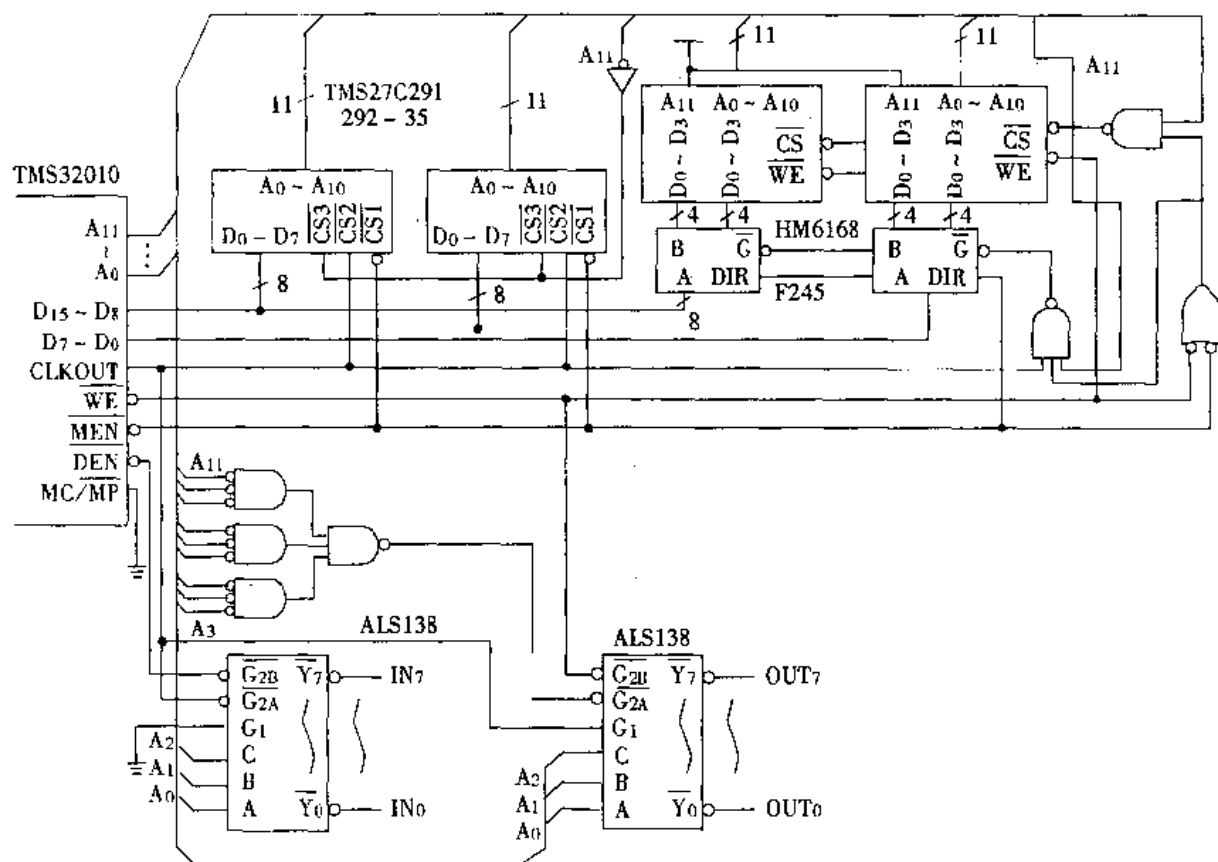 11
A11
11
11
A11
11
TMS27C291
292-35
11
A11 A0~A10
D0~D3
D0~D3
CS
WE
A11 A0~A10
D0~D3
D0~D3
CS
WE
TMS32010
A0~A10
D0-D7 CS3 CS2 CS1
A0~A10
D0-D7 CS3 CS2 CS1
4
4
4
4
A11
~
A0
B G
A DIR
HM6168
F245
B G
A DIR
8
8
8
D15~D8
D7~D0
CLKOUT
WE
MEN
DEN
MC/MP
A11
A3
ALS138
ALS138
G2B Y7
G2A
G1
C
B
A Y0
IN7
IN0
A2
A1
A0
G2B Y7
G2A
G1
C
B
A Y0
OUT7
OUT0
A2
A1
A0